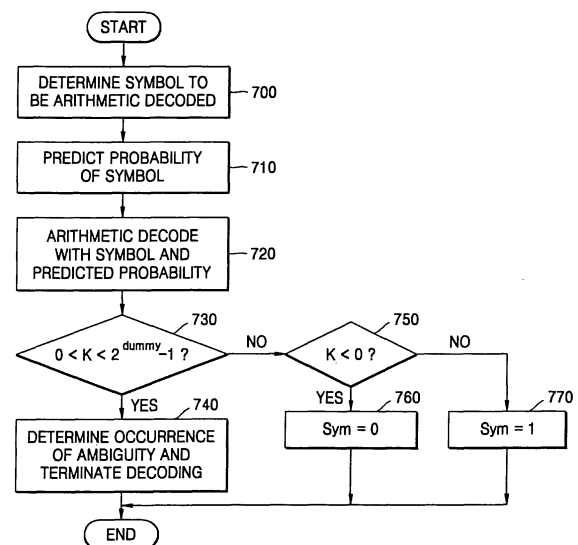 START
DETERMINE SYMBOL TO
BE ARITHMETIC DECODED
700
PREDICT PROBABILITY
OF SYMBOL
710
ARITHMETIC DECODE
WITH SYMBOL AND
PREDICTED PROBABILITY
720
730
0 < K < 2^dummy-1 ?
NO
750
K < 0 ?
NO
YES
740
DETERMINE OCCURRENCE
OF AMBIGUITY AND
TERMINATE DECODING
YES
760
Sym = 0
770
Sym = 1
END